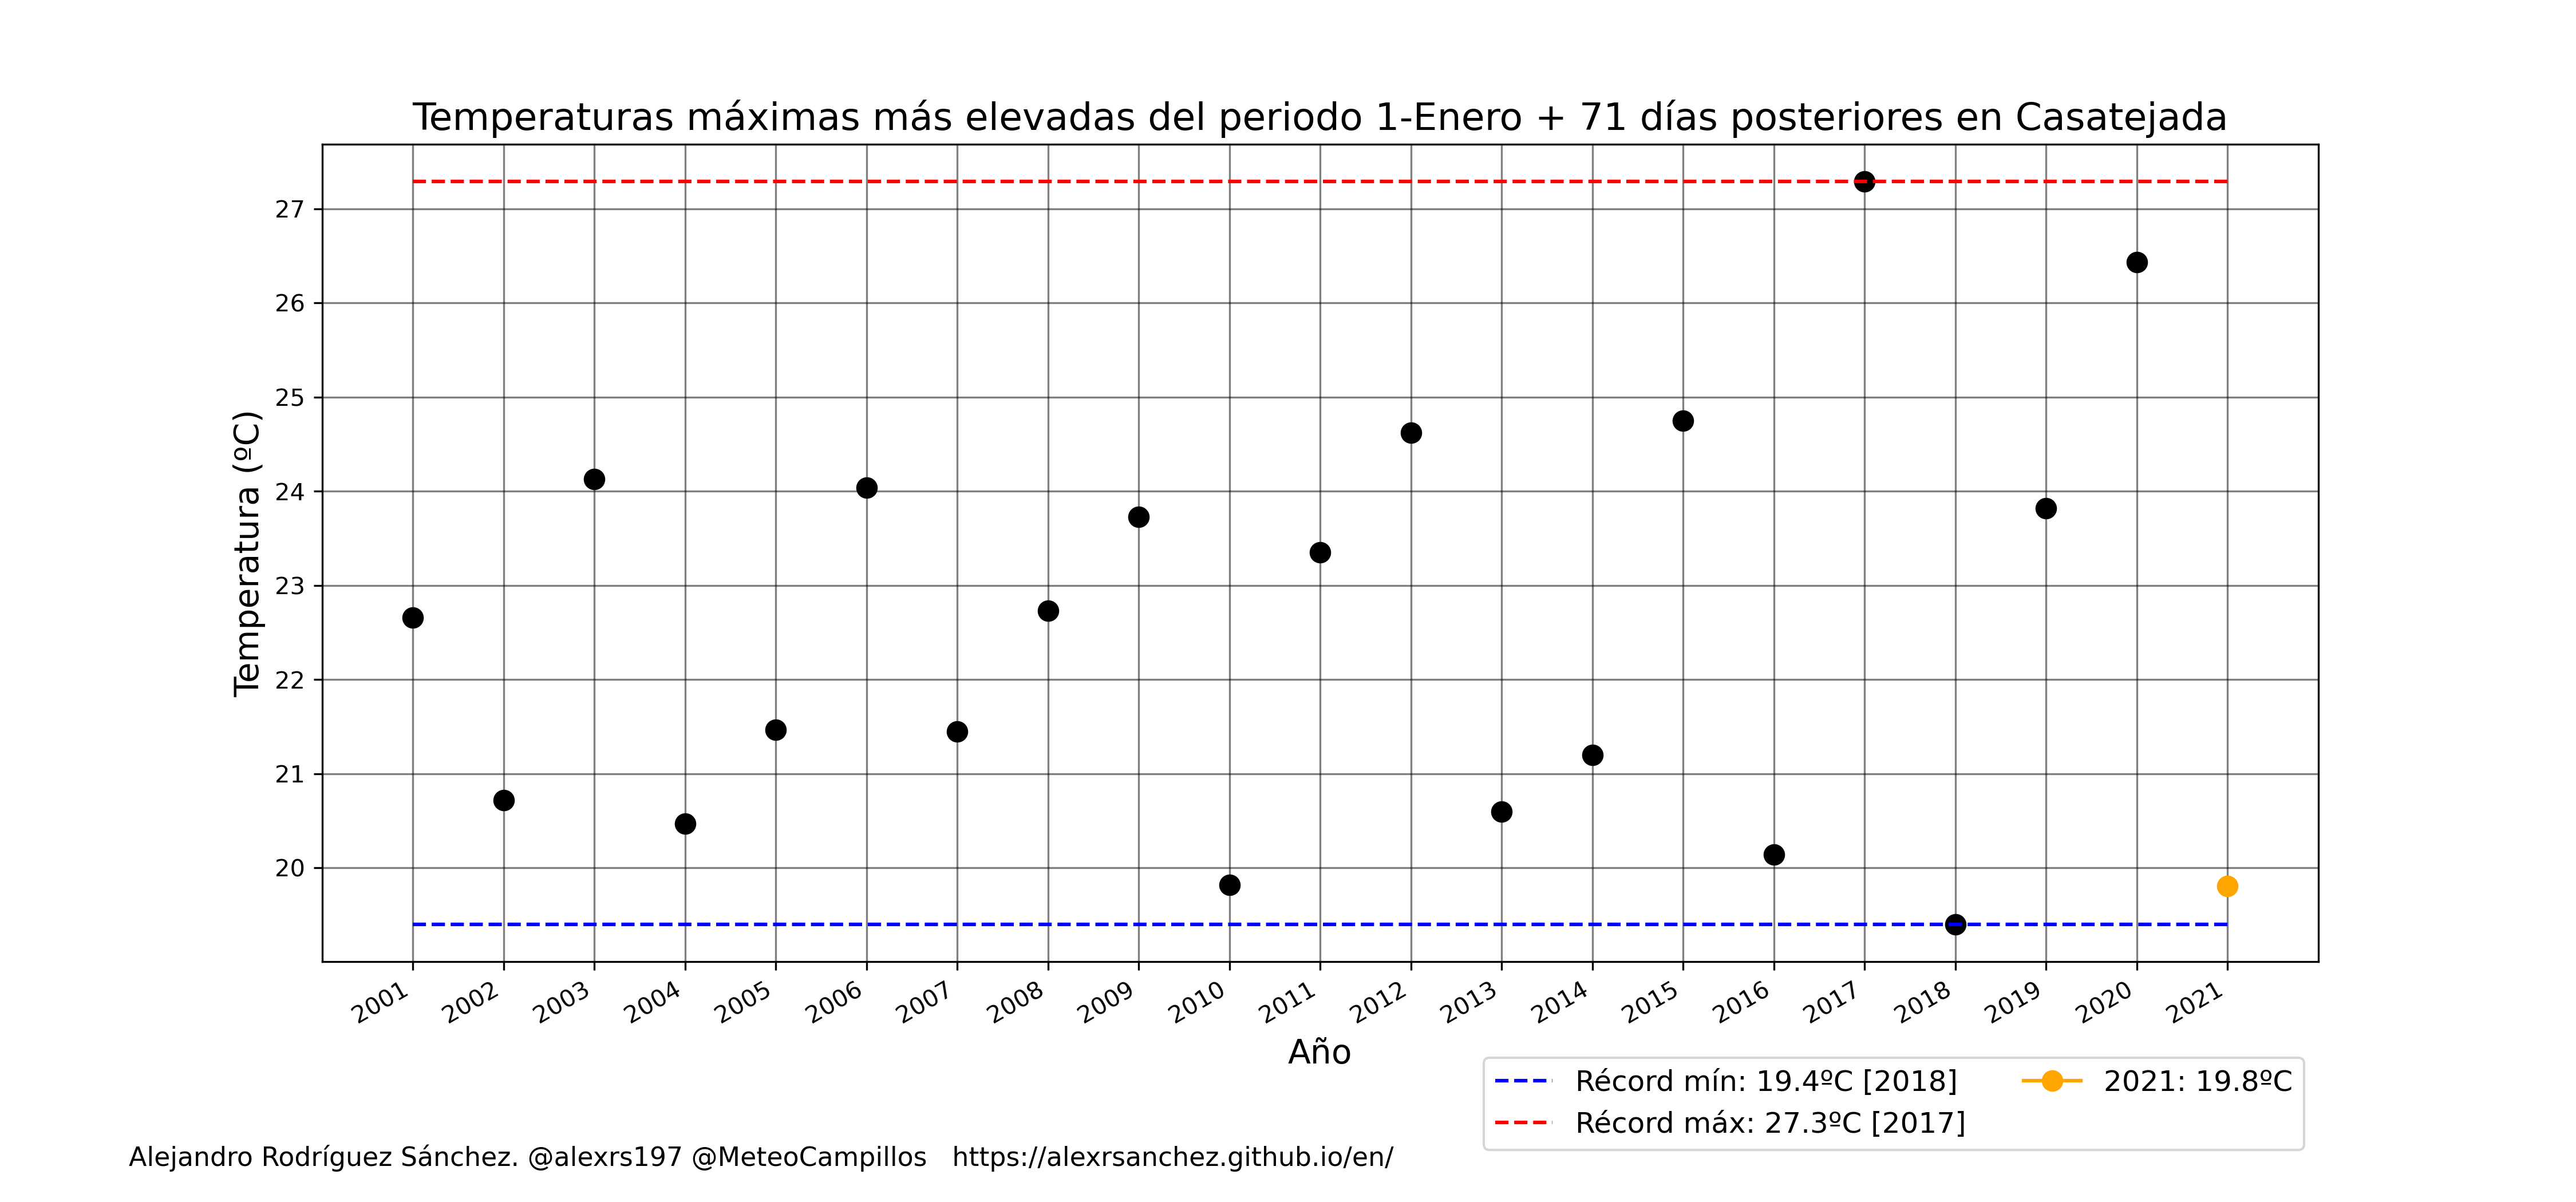 Temperaturas máximas más elevadas del periodo 1-Enero + 71 días posteriores en Casatejada
27
26
25
24
23
22
21
20
Temperatura (ºC)
2001 2002 2003 2004 2005 2006 2007 2008 2009 2010 2011 2012 2013 2014 2015 2016 2017 2018 2019 2020 2021
Año
Récord mín: 19.4ºC [2018]
Récord máx: 27.3ºC [2017]
2021: 19.8ºC
Alejandro Rodríguez Sánchez. @alexrs197 @MeteoCampillos https://alexrsanchez.github.io/en/